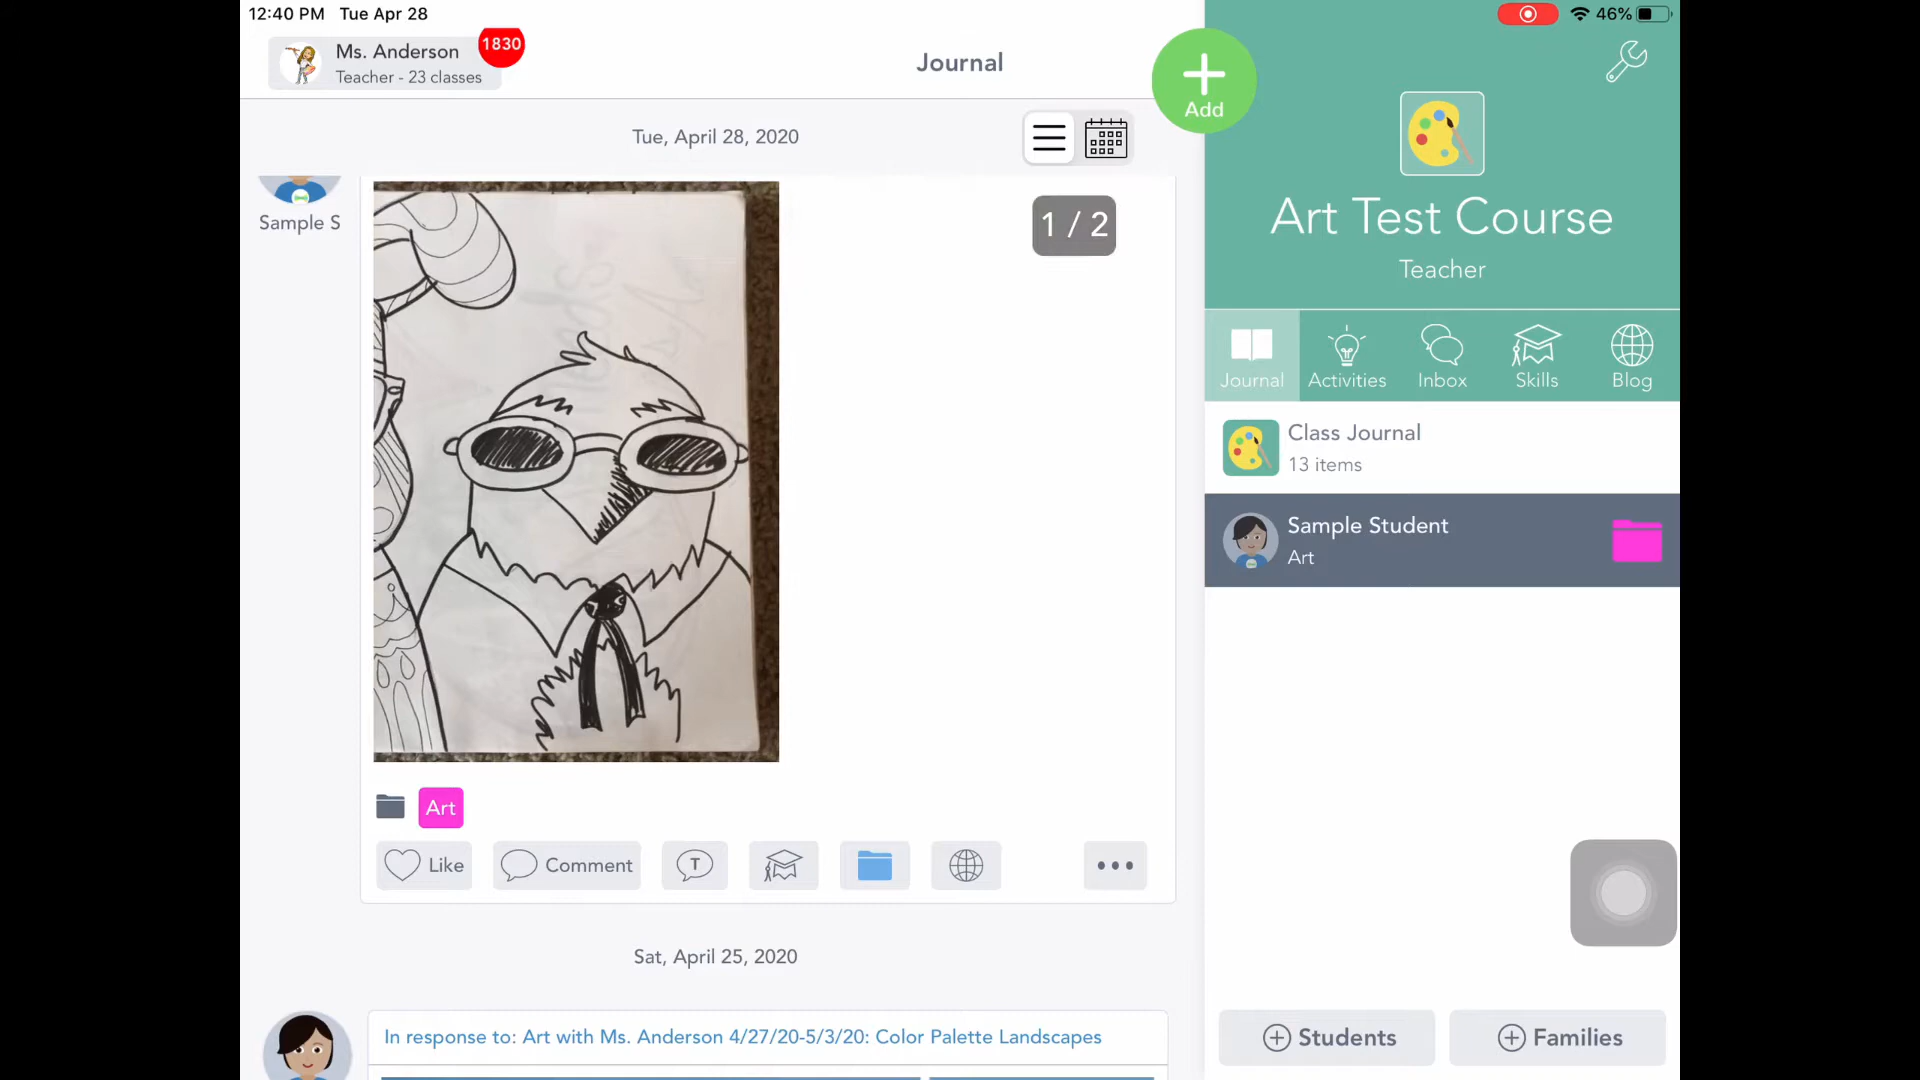 12:40 PM Tue Apr 28
46%
Ms. Anderson
1830
Teacher - 23 classes
Journal
Add
Tue, April 28, 2020
Sample S
1 / 2
Art
Like
Comment
T
Sat, April 25, 2020
In response to: Art with Ms. Anderson 4/27/20-5/3/20: Color Palette Landscapes
Art Test Course
Teacher
Journal
Activities
Inbox
Skills
Blog
Class Journal
13 items
Sample Student
Art
Students
Families